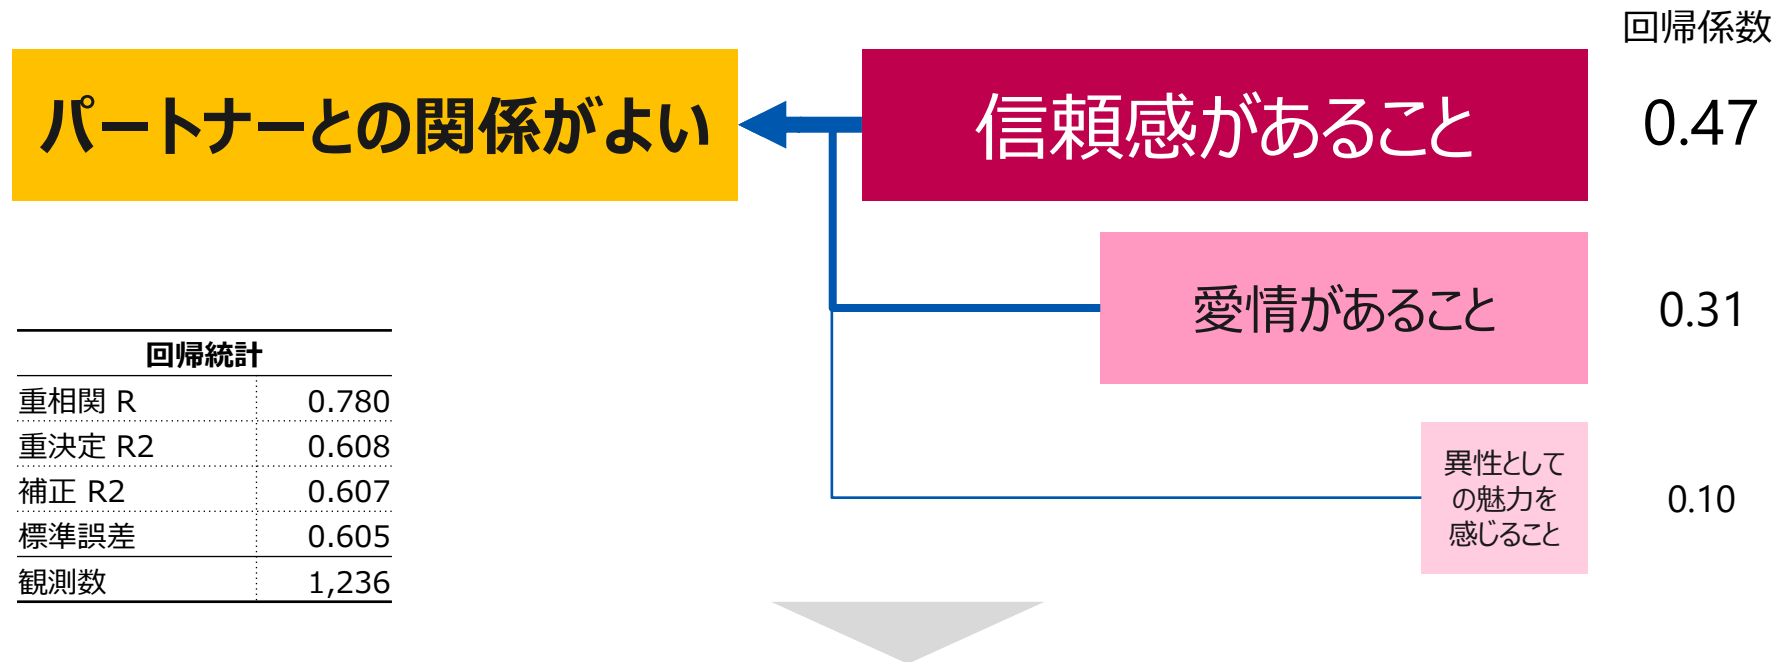 回帰係数
パートナーとの関係がよい
信頼感があること
0.47
愛情があること
0.31
異性として
の魅力を
感じること
0.10
回帰統計
重相関 R 0.780
重決定 R2 0.608
補正 R2 0.607
標準誤差 0.605
観測数 1,236